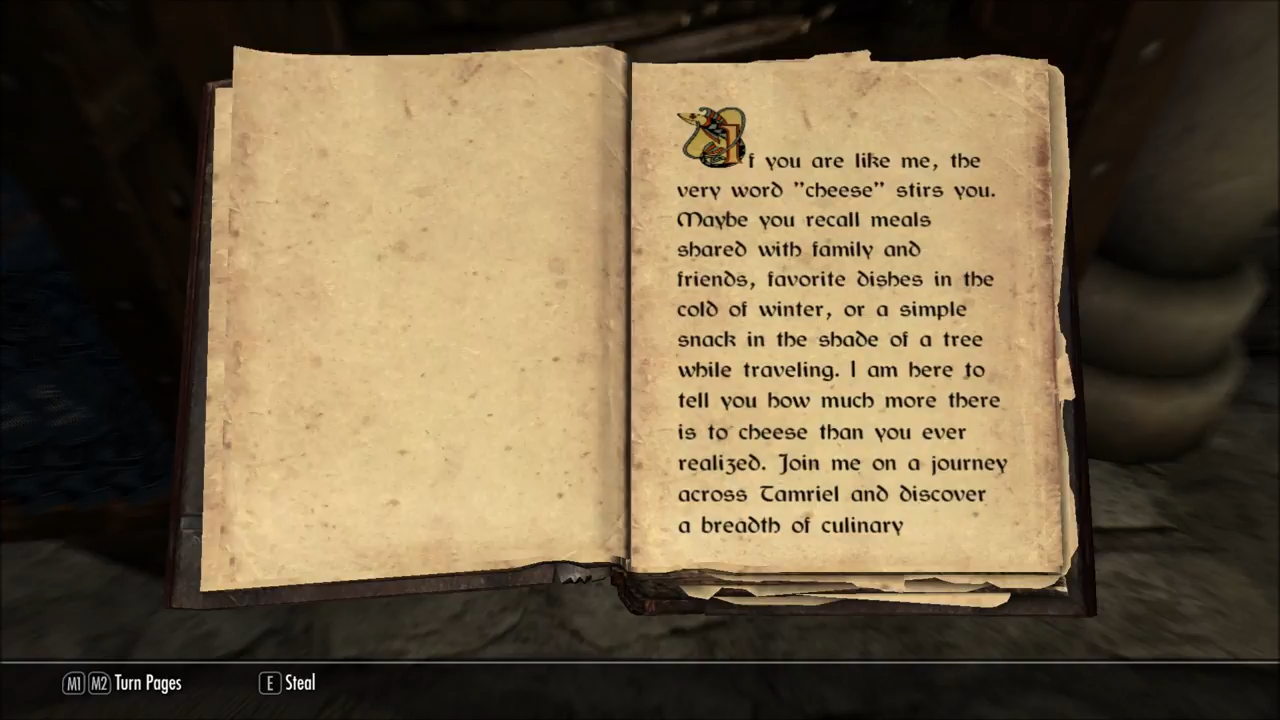 If you are like me, the
very word "cheese" stirs you.
Maybe you recall meals
shared with family and
friends, favorite dishes in the
cold of winter, or a simple
snack in the shade of a tree
while traveling. I am here to
tell you how much more there
is to cheese than you ever
realized. Join me on a journey
across Tamriel and discover
a breadth of culinary
M1 M2 Turn Pages E Steal